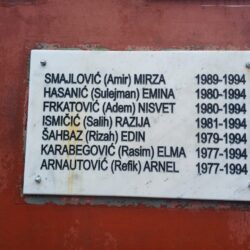 SMAJLOVIĆ (Amir) MIRZA 1989-1994
HASANIĆ (Sulejman) EMINA 1980-1994
FRKATOVIĆ (Adem) NISVET 1980-1994
ISMIČIĆ (Salih) RAZIJA 1981-1994
ŠAHBAZ (Rizah) EDIN 1979-1994
KARABEGOVIĆ (Rasim) ELMA 1977-1994
ARNAUTOVIĆ (Refik) ARNEL 1977-1994